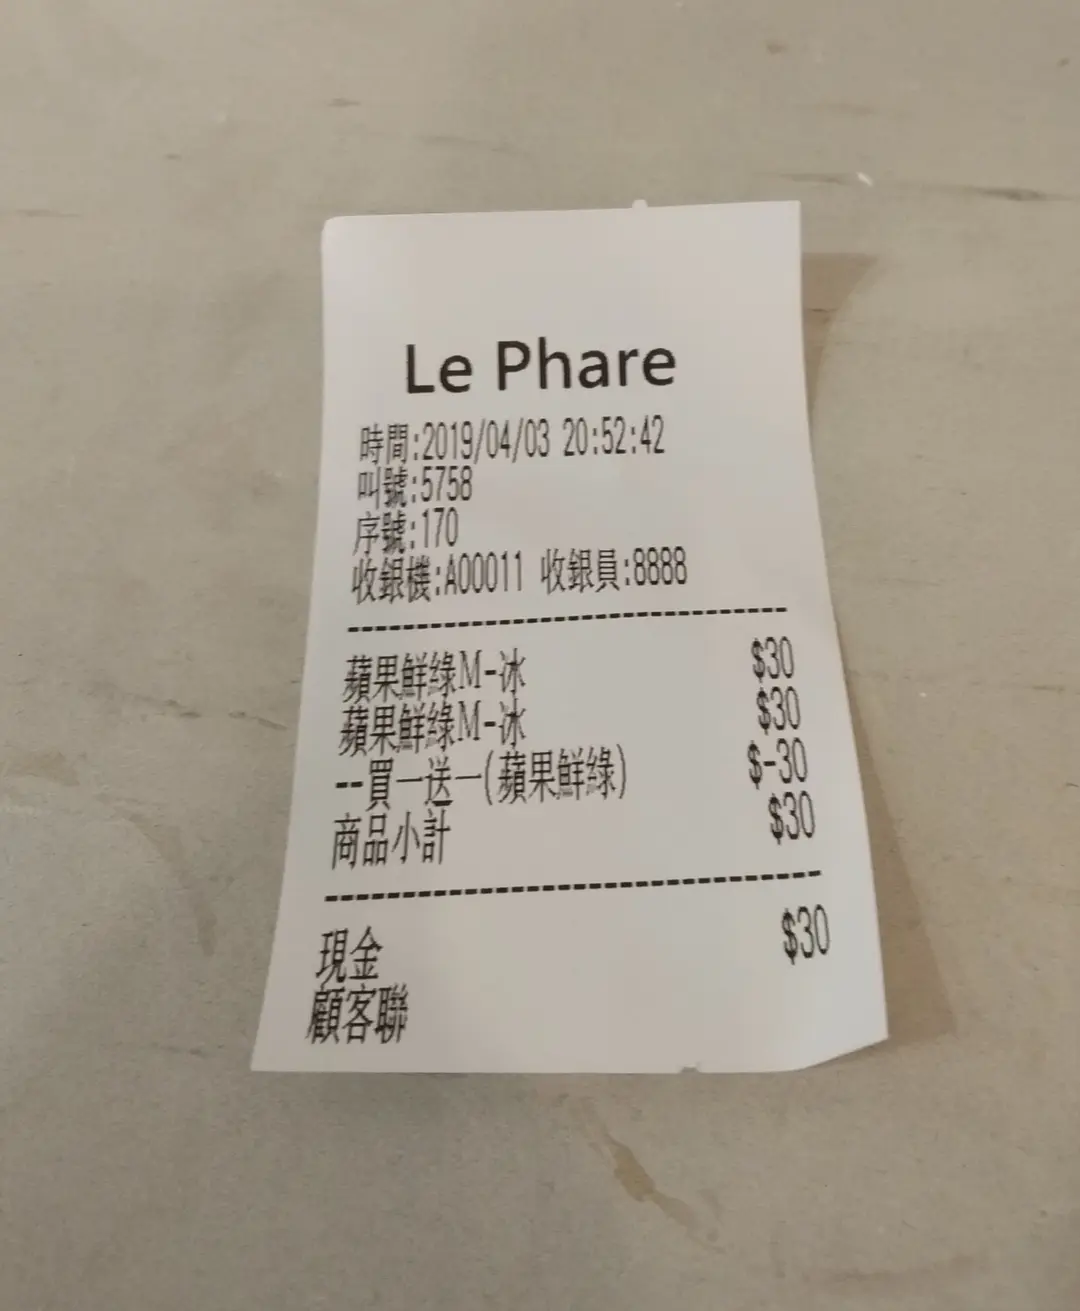 Le Phare
時間:2019/04/03 20:52:42
叫號:5758
序號:170
收銀機:A00011 收銀員:8888
--------------------------------
蘋果鮮綠M-冰 $30
蘋果鮮綠M-冰 $30
--買一送一(蘋果鮮綠) $-30
商品小計 $30
--------------------------------
現金 $30
顧客聯